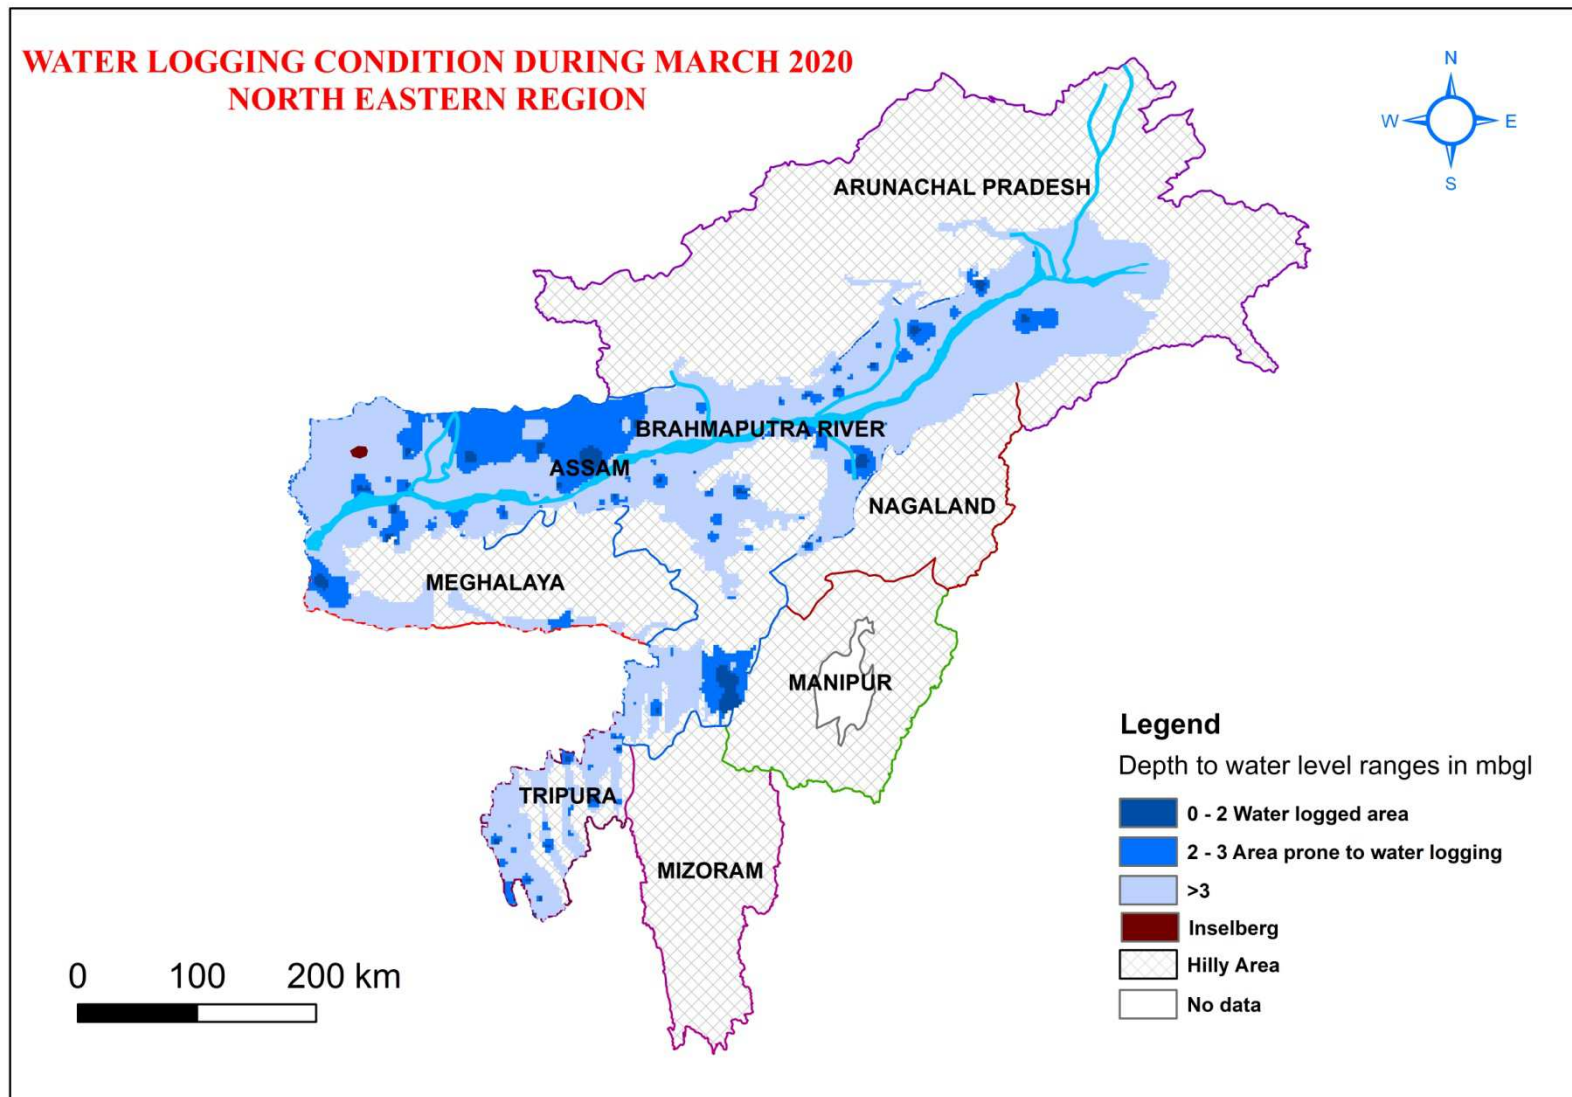 WATER LOGGING CONDITION DURING MARCH 2020
NORTH EASTERN REGION
N
W
E
S
ARUNACHAL PRADESH
BRAHMAPUTRA RIVER
ASSAM
NAGALAND
MEGHALAYA
MANIPUR
TRIPURA
MIZORAM
Legend
Depth to water level ranges in mbgl
0 - 2 Water logged area
2 - 3 Area prone to water logging
>3
Inselberg
Hilly Area
No data
0 100 200 km